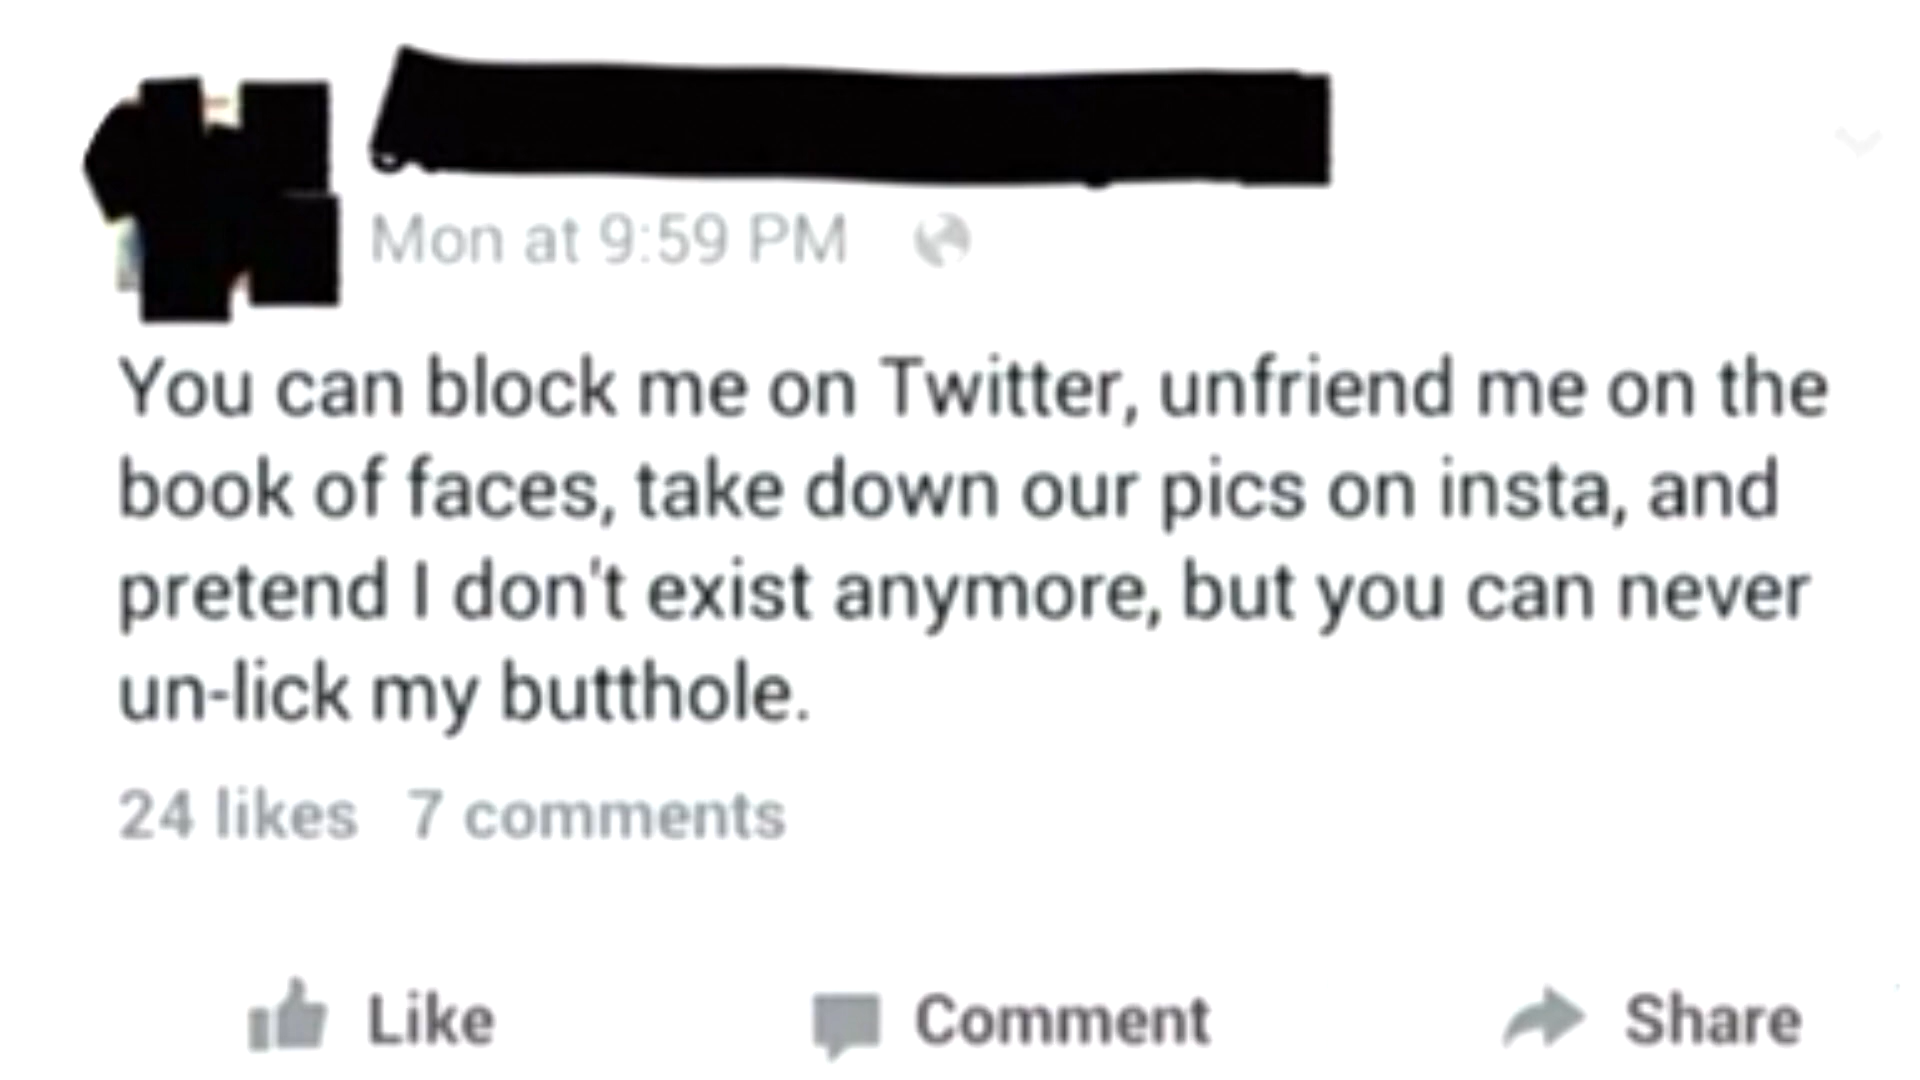 Mon at 9:59 PM
You can block me on Twitter, unfriend me on the
book of faces, take down our pics on insta, and
pretend I don't exist anymore, but you can never
un-lick my butthole.
24 likes 7 comments
Like Comment Share